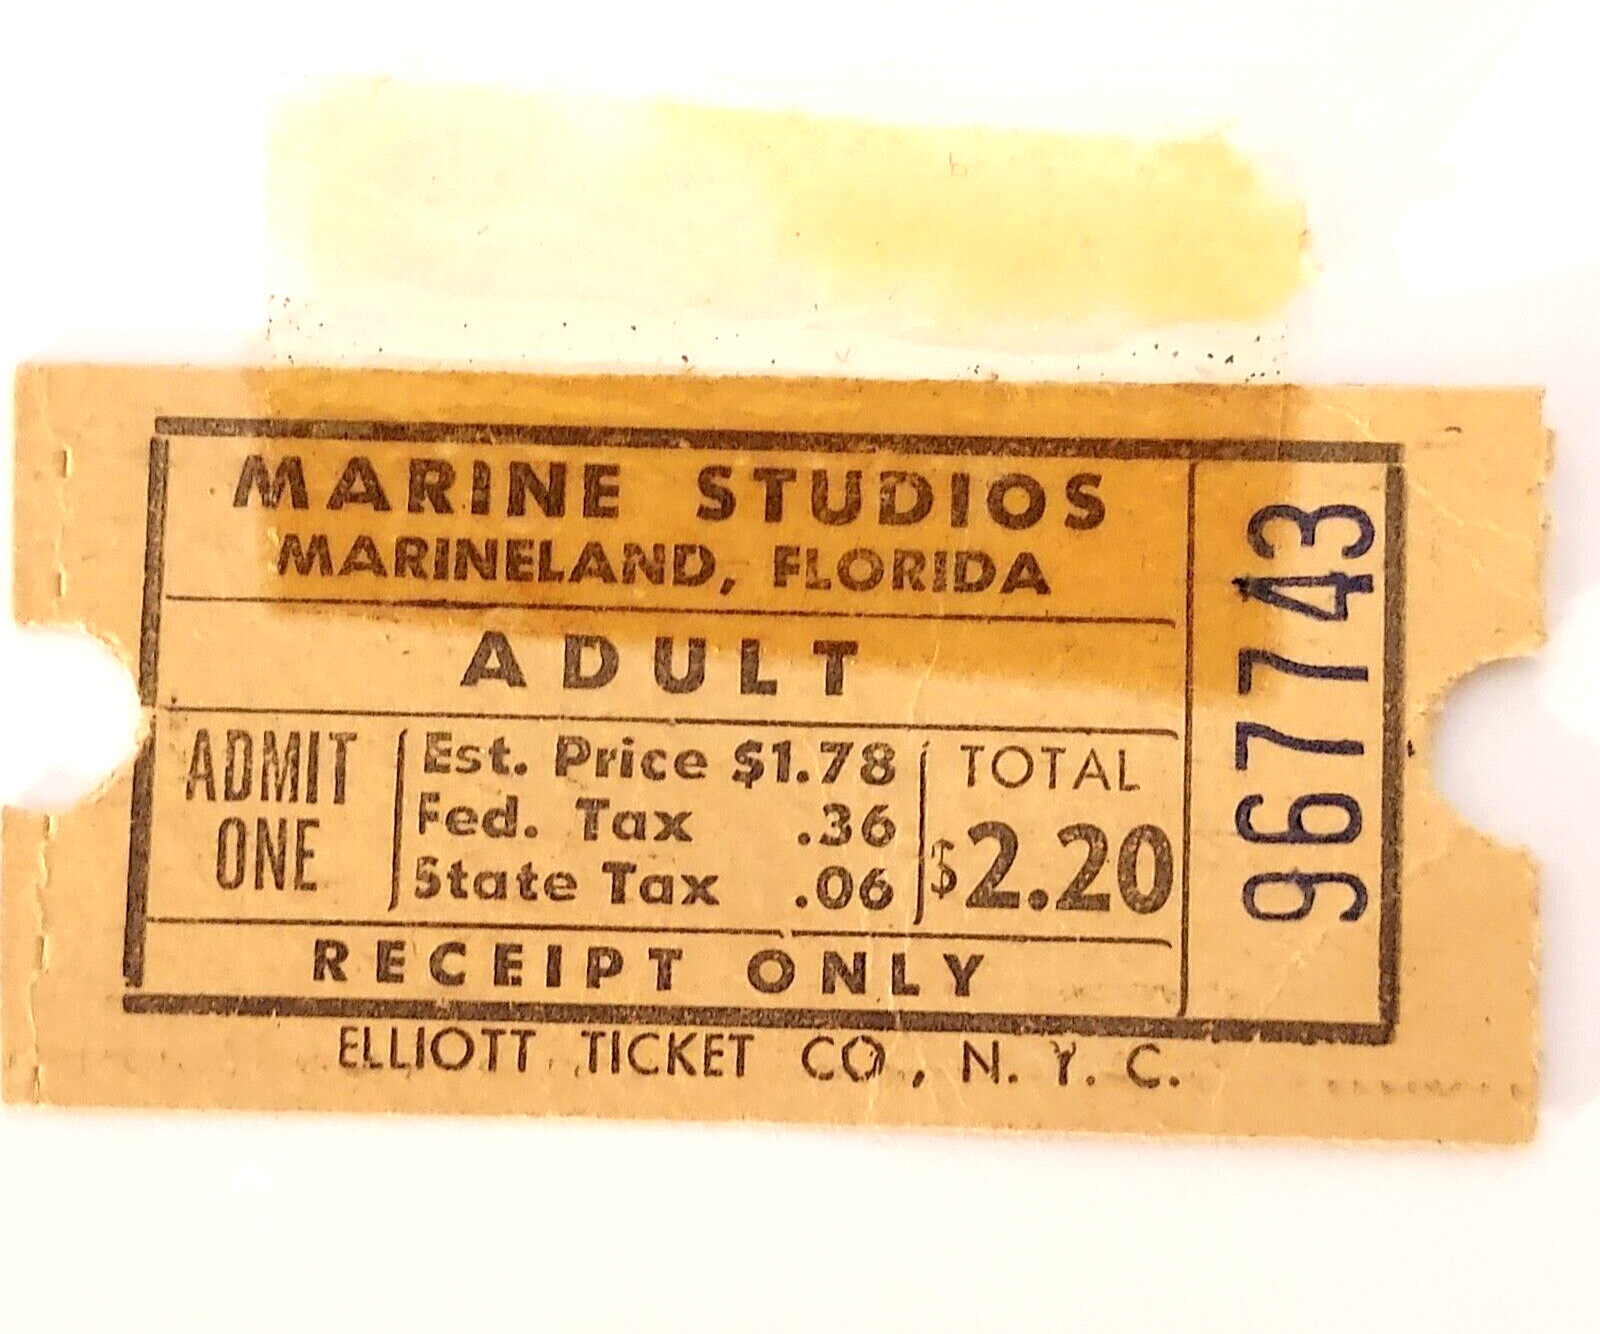 MARINE STUDIOS
MARINELAND, FLORIDA
ADULT
ADMIT
ONE
Est. Price $1.78
Fed. Tax .36
State Tax .06
TOTAL
$2.20
RECEIPT ONLY
ELLIOTT TICKET CO., N. Y. C.
967743